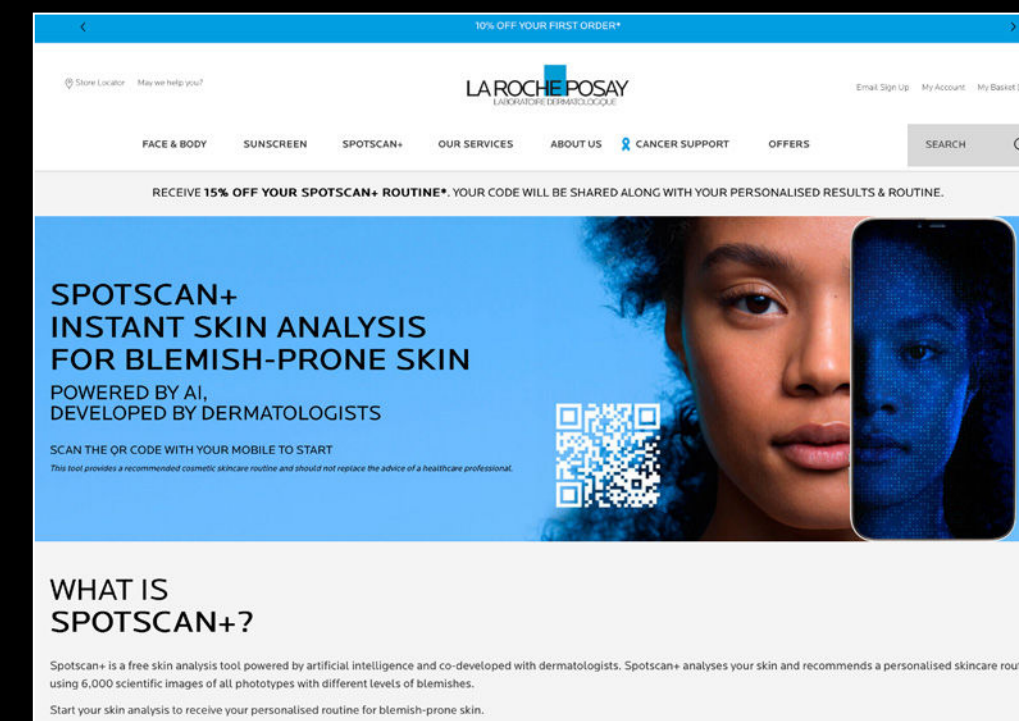 10% OFF YOUR FIRST ORDER*
Store Locator May we help you?
LA ROCHE POSAY
LABORATOIRE DERMATOLOGIQUE
Email Sign Up My Account My Basket
FACE & BODY SUNSCREEN SPOTSCAN+ OUR SERVICES ABOUT US CANCER SUPPORT OFFERS SEARCH
RECEIVE 15% OFF YOUR SPOTSCAN+ ROUTINE*. YOUR CODE WILL BE SHARED ALONG WITH YOUR PERSONALISED RESULTS & ROUTINE.
SPOTSCAN+
INSTANT SKIN ANALYSIS
FOR BLEMISH-PRONE SKIN
POWERED BY AI,
DEVELOPED BY DERMATOLOGISTS
SCAN THE QR CODE WITH YOUR MOBILE TO START
This tool provides a recommended cosmetic skincare routine and should not replace the advice of a healthcare professional.
WHAT IS
SPOTSCAN+?
Spotscan+ is a free skin analysis tool powered by artificial intelligence and co-developed with dermatologists. Spotscan+ analyses your skin and recommends a personalised skincare rou
using 6,000 scientific images of all phototypes with different levels of blemishes.
Start your skin analysis to receive your personalised routine for blemish-prone skin.